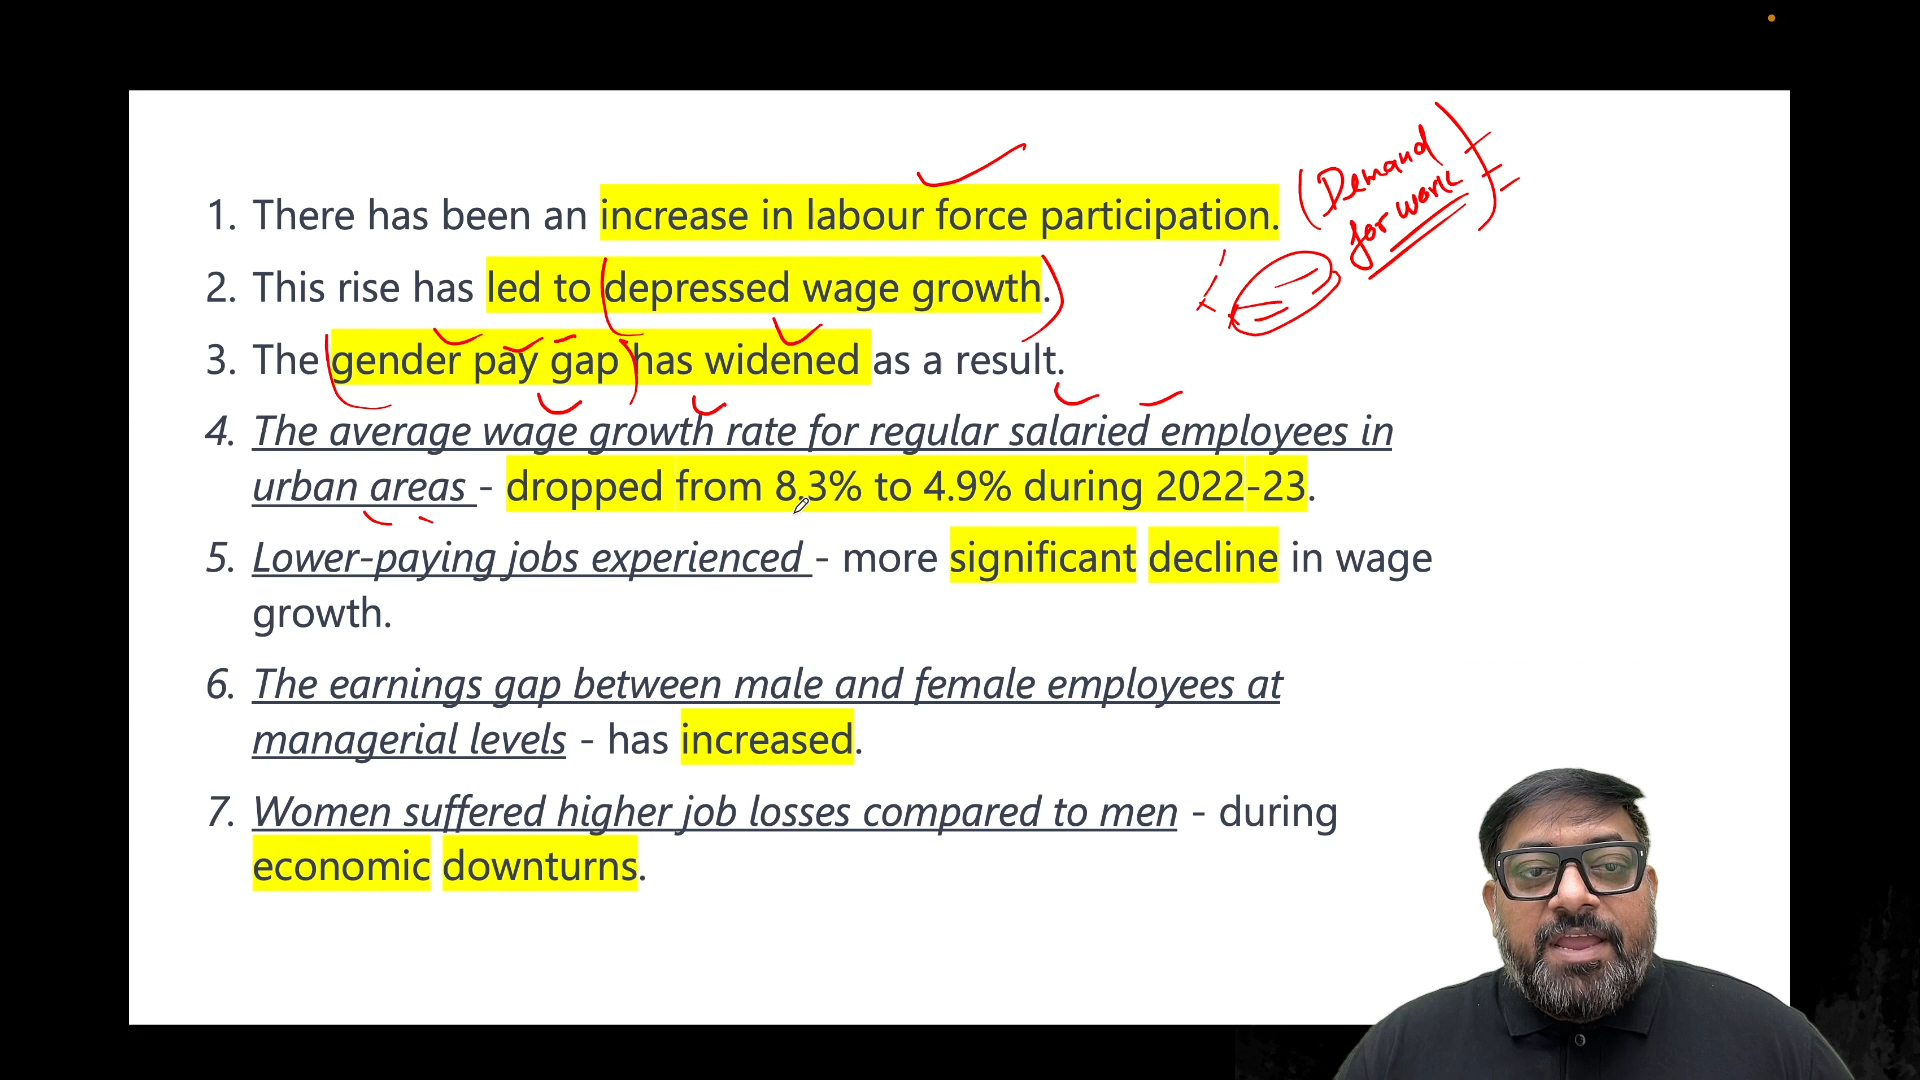 1. There has been an increase in labour force participation.
(Demand
for work)
2. This rise has led to depressed wage growth.
3. The gender pay gap has widened as a result.
4. The average wage growth rate for regular salaried employees in
urban areas - dropped from 8.3% to 4.9% during 2022-23.
5. Lower-paying jobs experienced - more significant decline in wage
growth.
6. The earnings gap between male and female employees at
managerial levels - has increased.
7. Women suffered higher job losses compared to men - during
economic downturns.